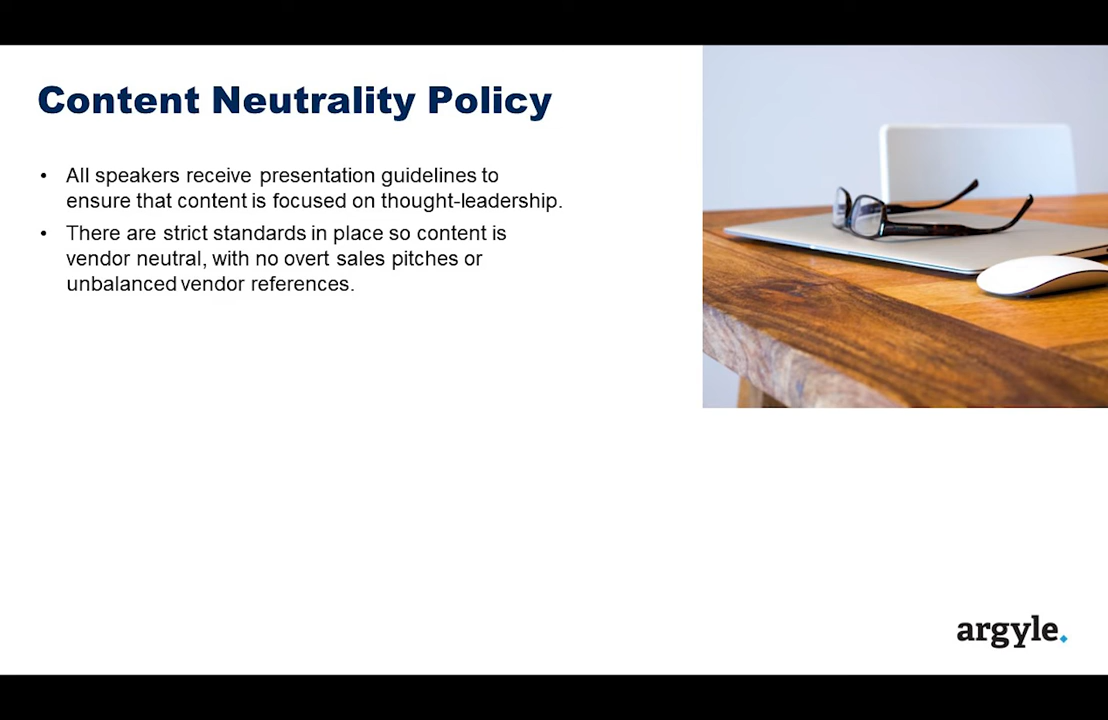 Content Neutrality Policy
• All speakers receive presentation guidelines to
ensure that content is focused on thought-leadership.
• There are strict standards in place so content is
vendor neutral, with no overt sales pitches or
unbalanced vendor references.
argyle.